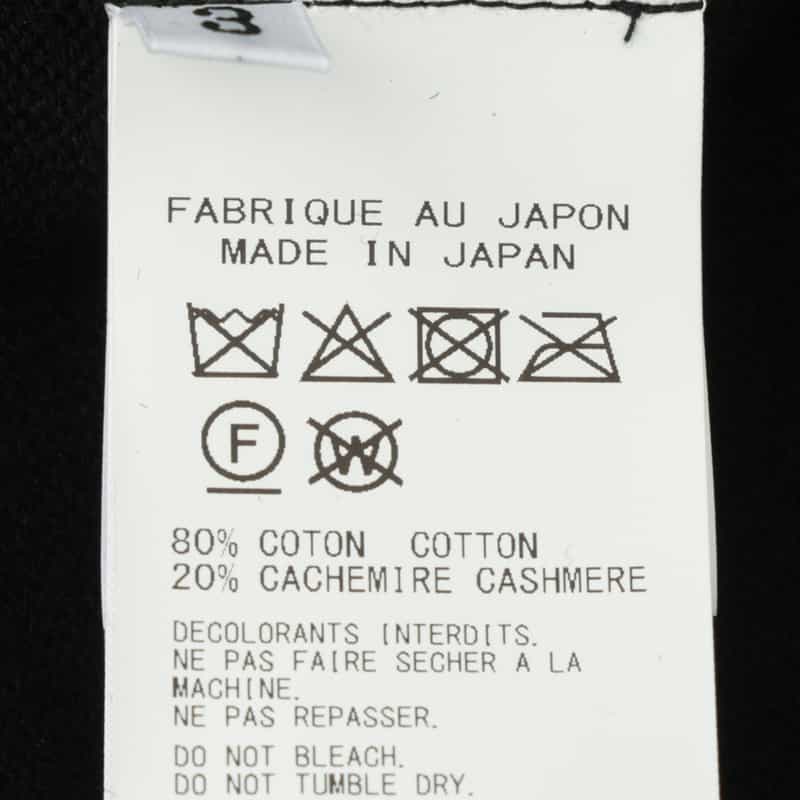 3
FABRIQUE AU JAPON
MADE IN JAPAN
F W
80% COTON COTTON
20% CACHEMIRE CASHMERE
DECOLORANTS INTERDITS.
NE PAS FAIRE SECHER A LA
MACHINE.
NE PAS REPASSER.
DO NOT BLEACH.
DO NOT TUMBLE DRY.